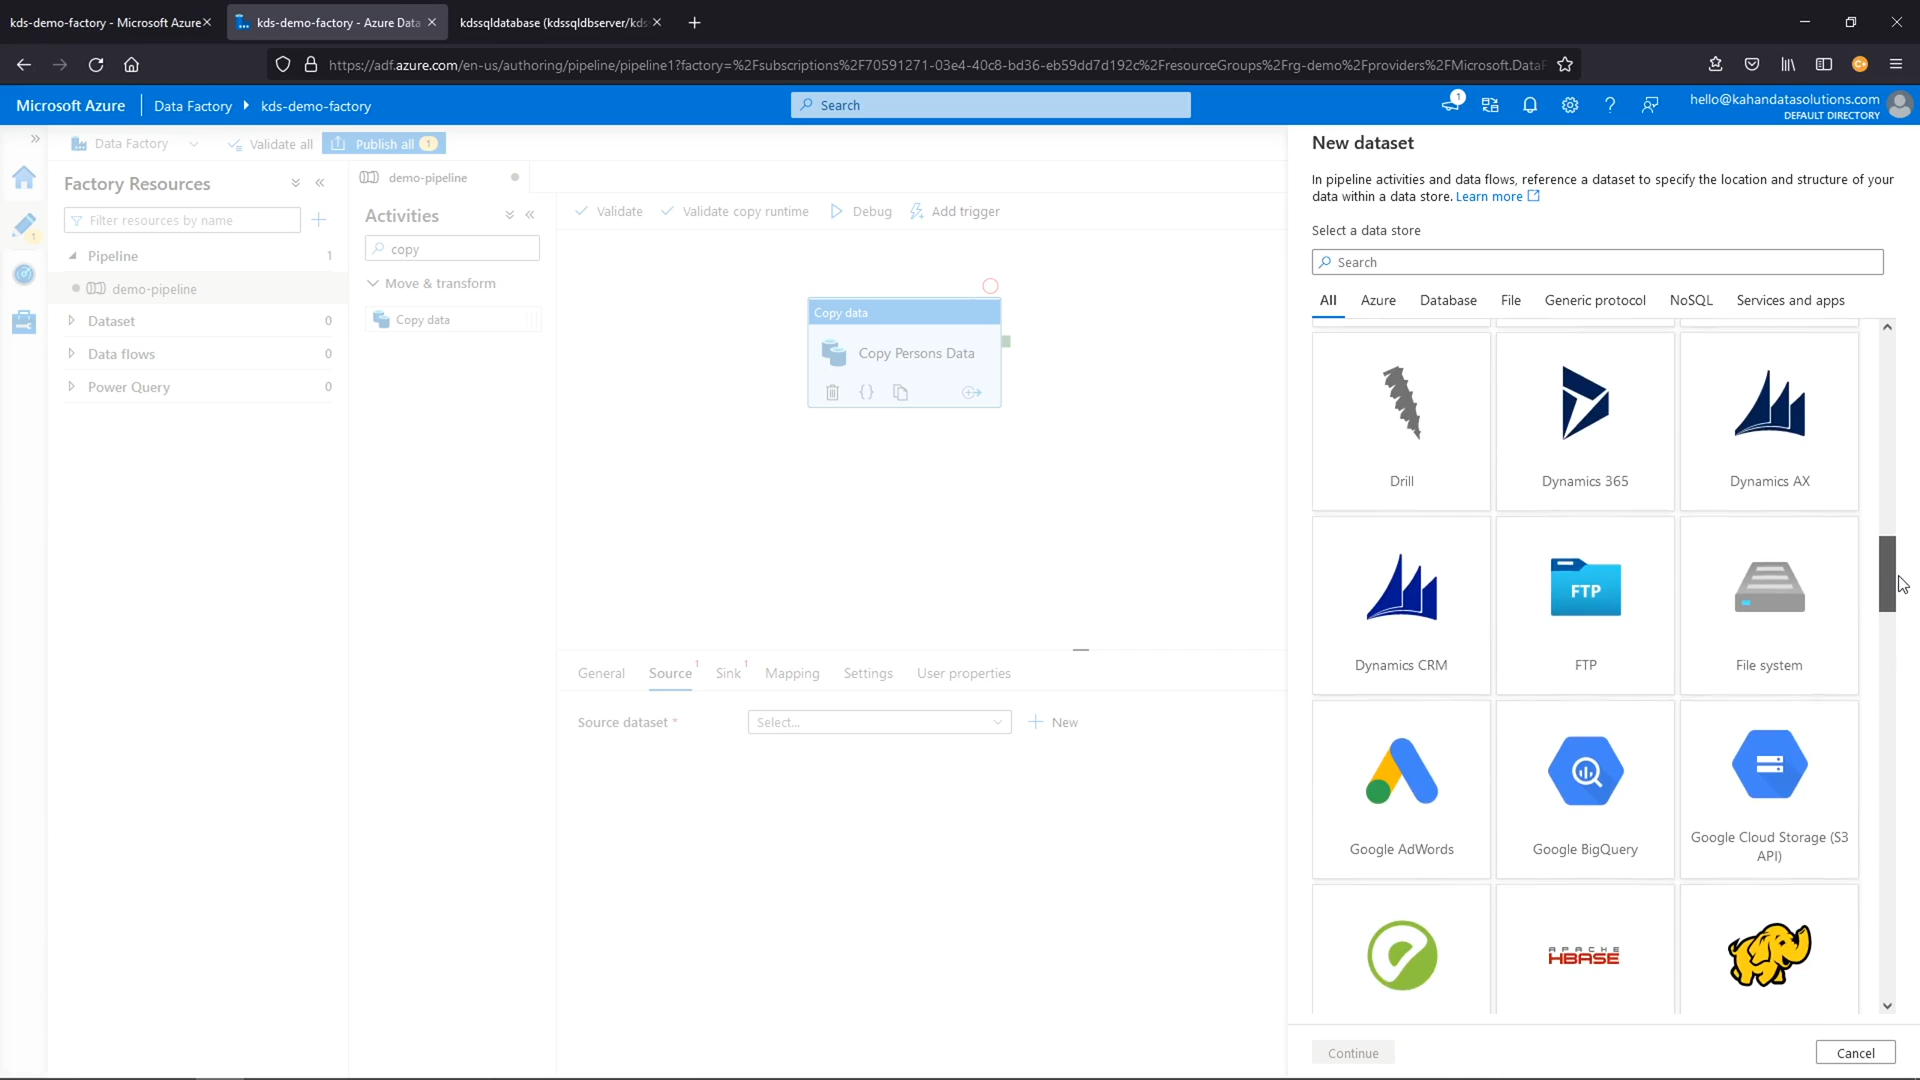 kds-demo-factory - Microsoft Azure
kds-demo-factory - Azure Data
kdssqldatabase (kdssqldbserver/kds
https://adf.azure.com/en-us/authoring/pipeline/pipeline1?factory=%2Fsubscriptions%2F70591271-03e4-40c8-bd36-eb59dd7d192c%2FresourceGroups%2Frg-demo%2Fproviders%2FMicrosoft.DataF
C+
Microsoft Azure
Data Factory
kds-demo-factory
Search
1
hello@kahandatasolutions.com
DEFAULT DIRECTORY
Data Factory
Validate all
Publish all 1
Factory Resources
Filter resources by name
1
Pipeline 1
demo-pipeline
Dataset 0
Data flows 0
Power Query 0
demo-pipeline
Activities
copy
Move & transform
Copy data
Validate
Validate copy runtime
Debug
Add trigger
Copy data
Copy Persons Data
General
Source 1
Sink 1
Mapping
Settings
User properties
Source dataset *
Select...
New
New dataset
In pipeline activities and data flows, reference a dataset to specify the location and structure of your
data within a data store. Learn more
Select a data store
Search
All
Azure
Database
File
Generic protocol
NoSQL
Services and apps
Drill
Dynamics 365
Dynamics AX
FTP
Dynamics CRM
FTP
File system
Google AdWords
Google BigQuery
Google Cloud Storage (S3
API)
APACHE
HBASE
Continue
Cancel